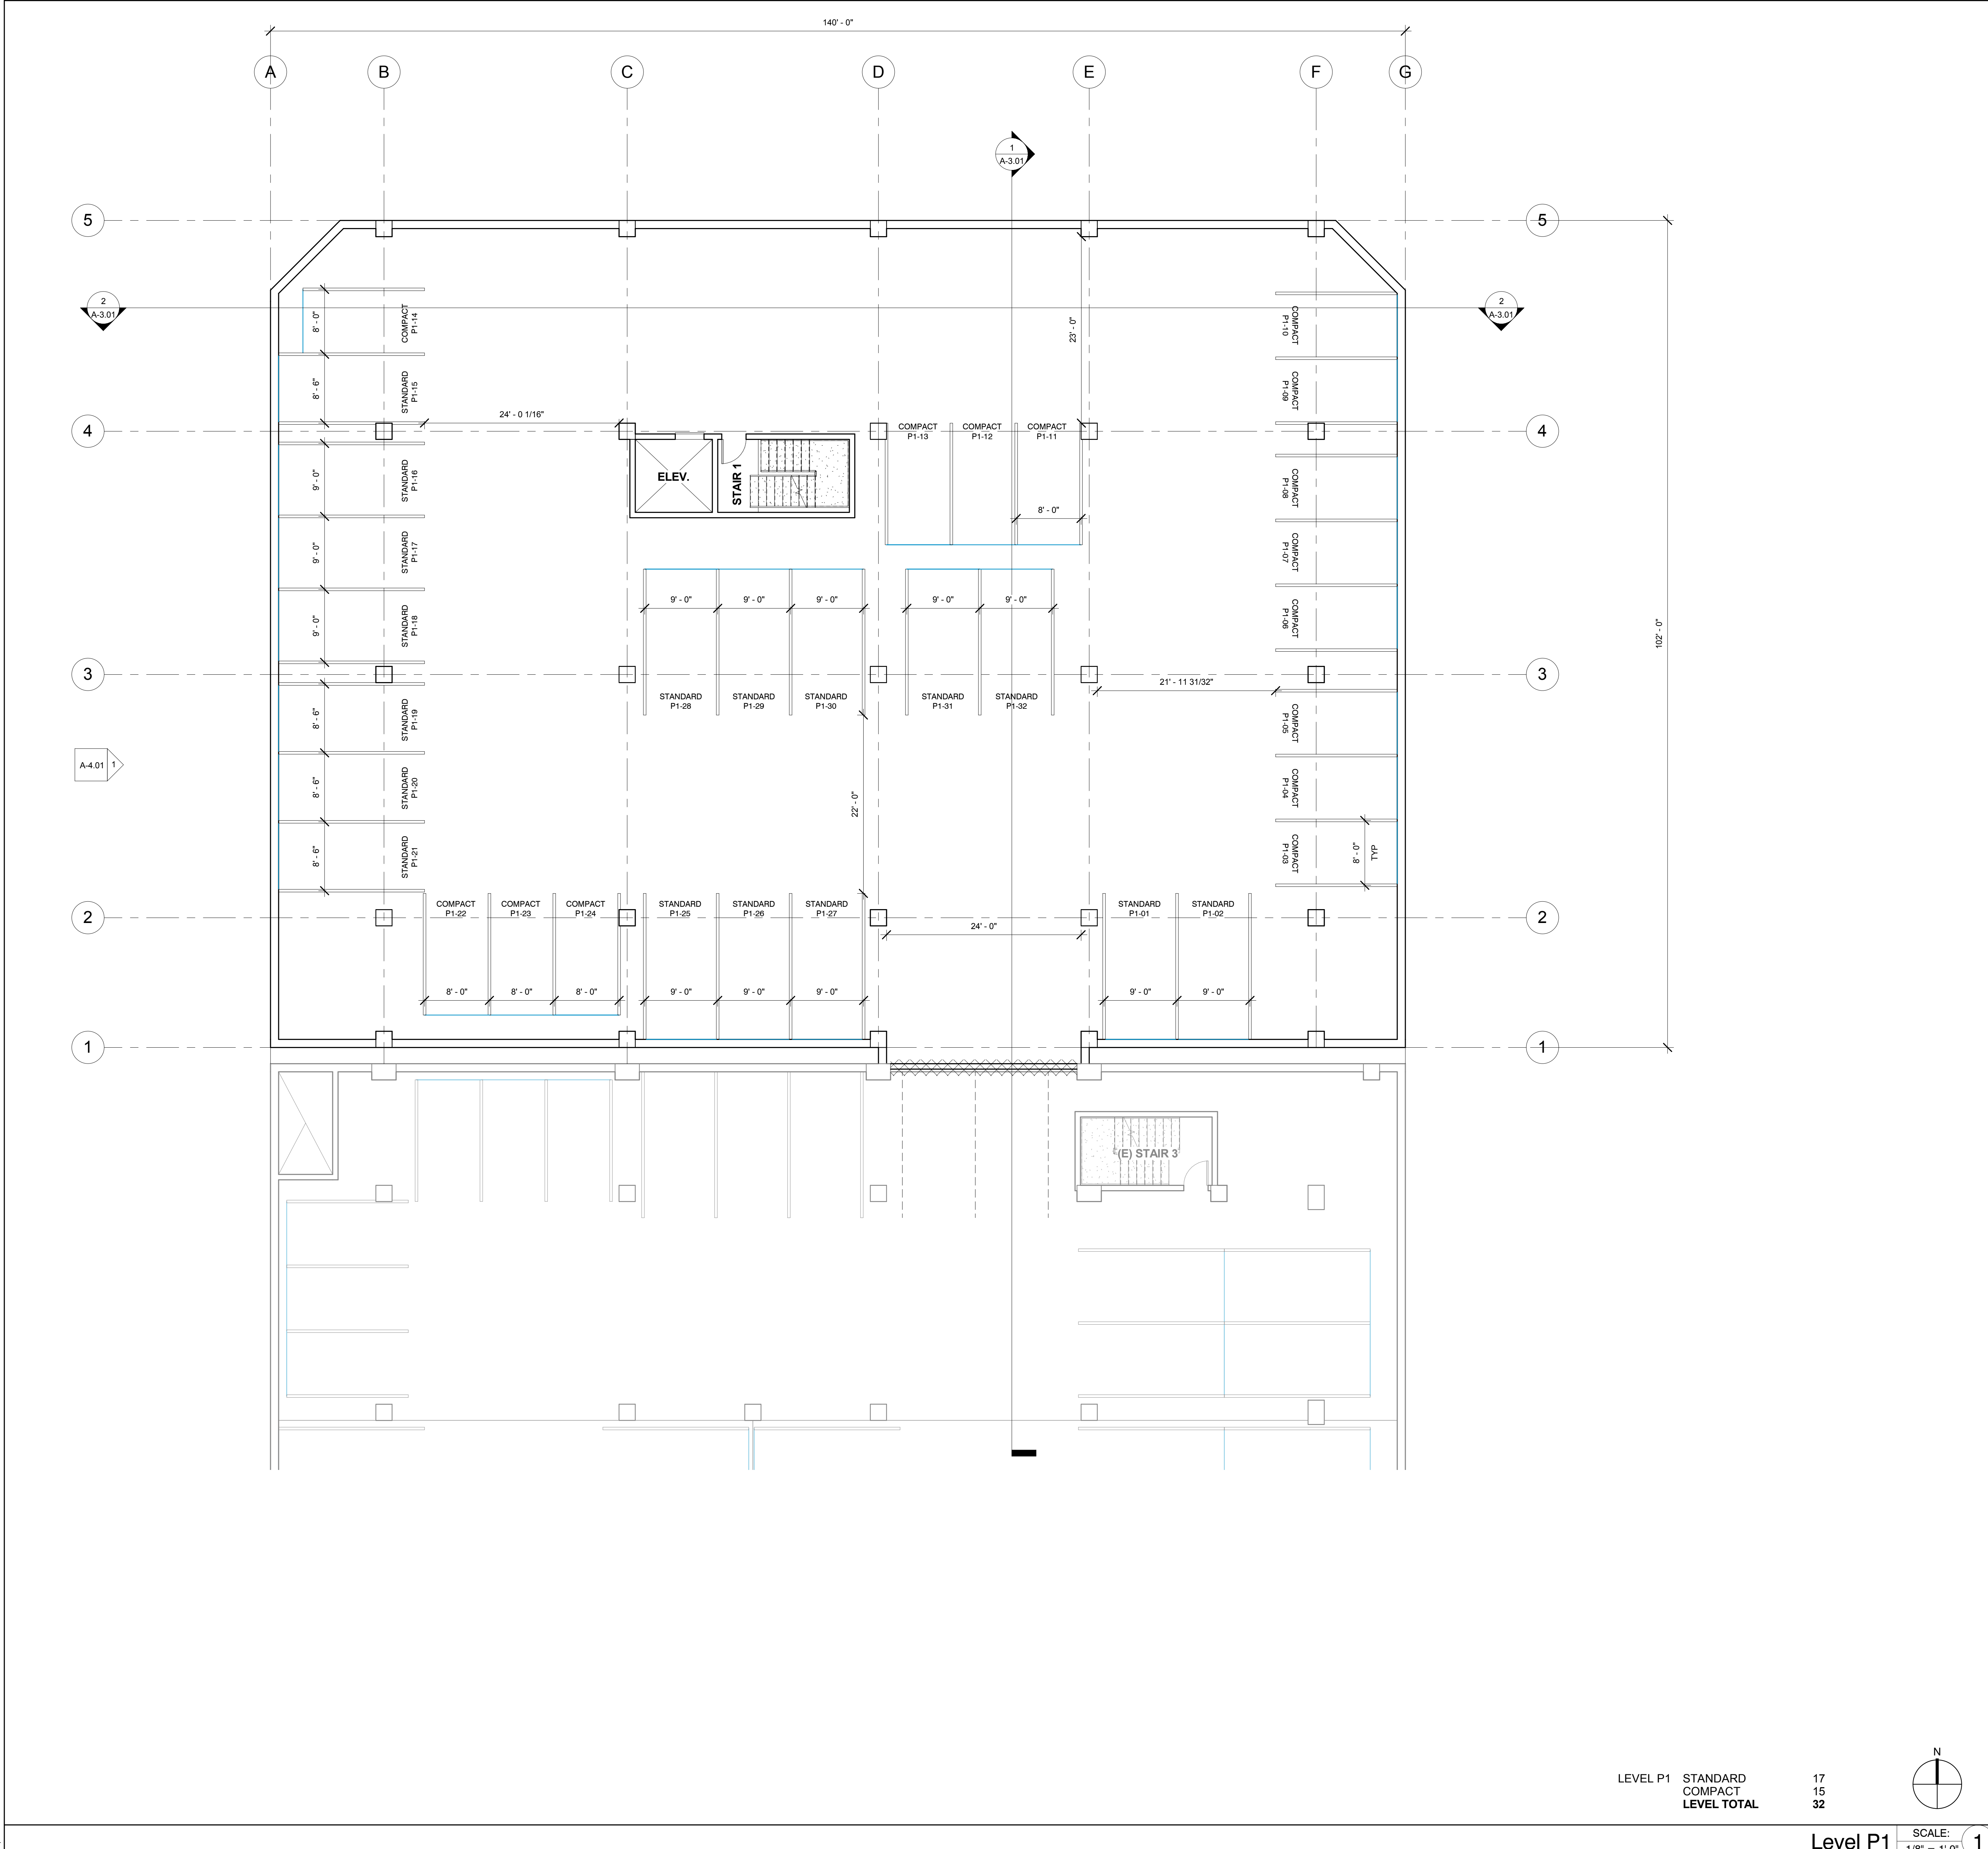 140' - 0"
A B C D E F G
1
A-3.01
5 5
2
A-3.01
2
A-3.01
8' - 0"
COMPACT
P1-14
23' - 0"
COMPACT
P1-10
8' - 6"
STANDARD
P1-15
COMPACT
P1-09
24' - 0 1/16"
4 4
COMPACT
P1-13
COMPACT
P1-12
COMPACT
P1-11
ELEV.
STAIR 1
9' - 0"
STANDARD
P1-16
COMPACT
P1-08
8' - 0"
9' - 0"
STANDARD
P1-17
COMPACT
P1-07
9' - 0" 9' - 0" 9' - 0" 9' - 0" 9' - 0"
9' - 0"
STANDARD
P1-18
COMPACT
P1-06
102' - 0"
3 3
21' - 11 31/32"
STANDARD
P1-28
STANDARD
P1-29
STANDARD
P1-30
STANDARD
P1-31
STANDARD
P1-32
8' - 6"
STANDARD
P1-19
COMPACT
P1-05
A-4.01 1
8' - 6"
STANDARD
P1-20
COMPACT
P1-04
22' - 0"
8' - 6"
STANDARD
P1-21
COMPACT
P1-03
8' - 0"
TYP
COMPACT
P1-22
COMPACT
P1-23
COMPACT
P1-24
STANDARD
P1-25
STANDARD
P1-26
STANDARD
P1-27
STANDARD
P1-01
STANDARD
P1-02
2 2
24' - 0"
8' - 0" 8' - 0" 8' - 0" 9' - 0" 9' - 0" 9' - 0" 9' - 0" 9' - 0"
1 1
(E) STAIR 3
N
LEVEL P1 STANDARD 17
COMPACT 15
LEVEL TOTAL 32
Level P1
SCALE:
1/8" = 1'-0"
1